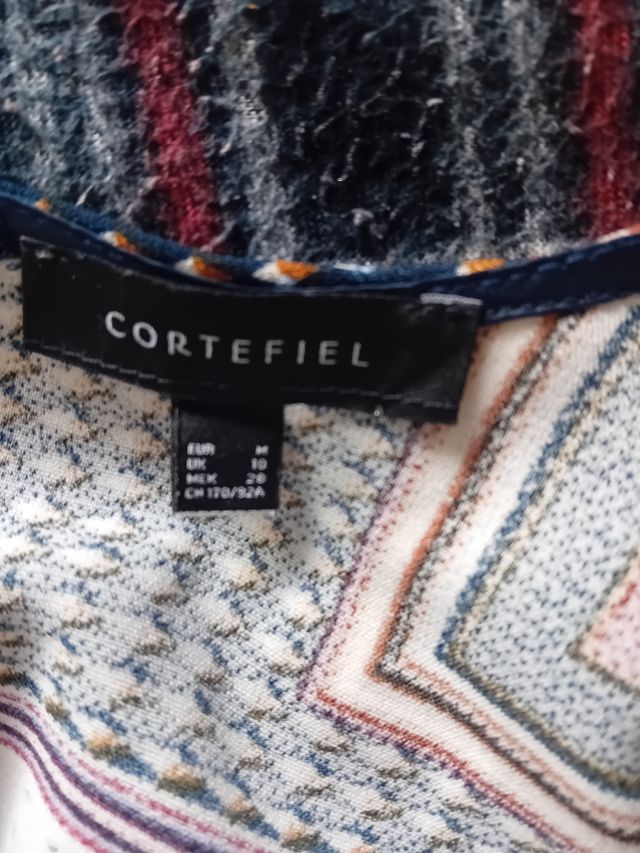 CORTEFIEL
EUR M
UK 10
MEX 28
CH 170/92A